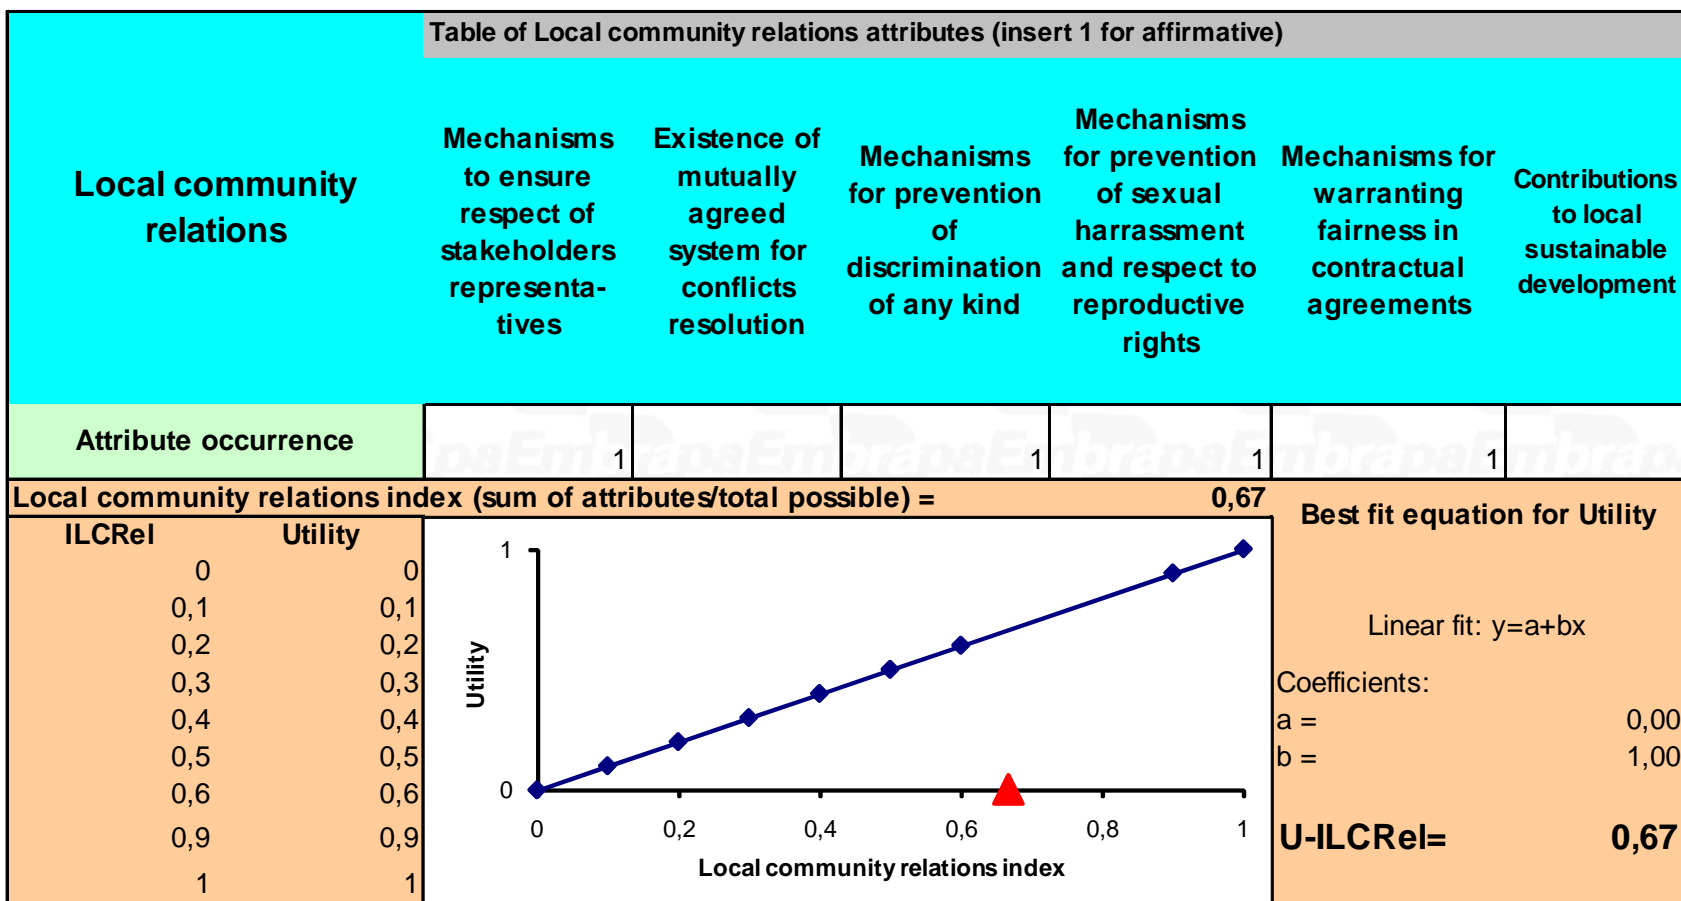 Table of Local community relations attributes (insert 1 for affirmative)
Local community
relations
Mechanisms
to ensure
respect of
stakeholders
representa-
tives
Existence of
mutually
agreed
system for
conflicts
resolution
Mechanisms
for prevention
of
discrimination
of any kind
Mechanisms
for prevention
of sexual
harrassment
and respect to
reproductive
rights
Mechanisms for
warranting
fairness in
contractual
agreements
Contributions
to local
sustainable
development
Attribute occurrence 1 1 1 1
Embrapa Embrapa Embrapa Embrapa
Local community relations index (sum of attributes/total possible) = 0,67
ILCRel Utility
0 0
0,1 0,1
0,2 0,2
0,3 0,3
0,4 0,4
0,5 0,5
0,6 0,6
0,9 0,9
1 1
Utility
1
0
0 0,2 0,4 0,6 0,8 1
Local community relations index
Best fit equation for Utility
Linear fit: y=a+bx
Coefficients:
a = 0,00
b = 1,00
U-ILCRel= 0,67